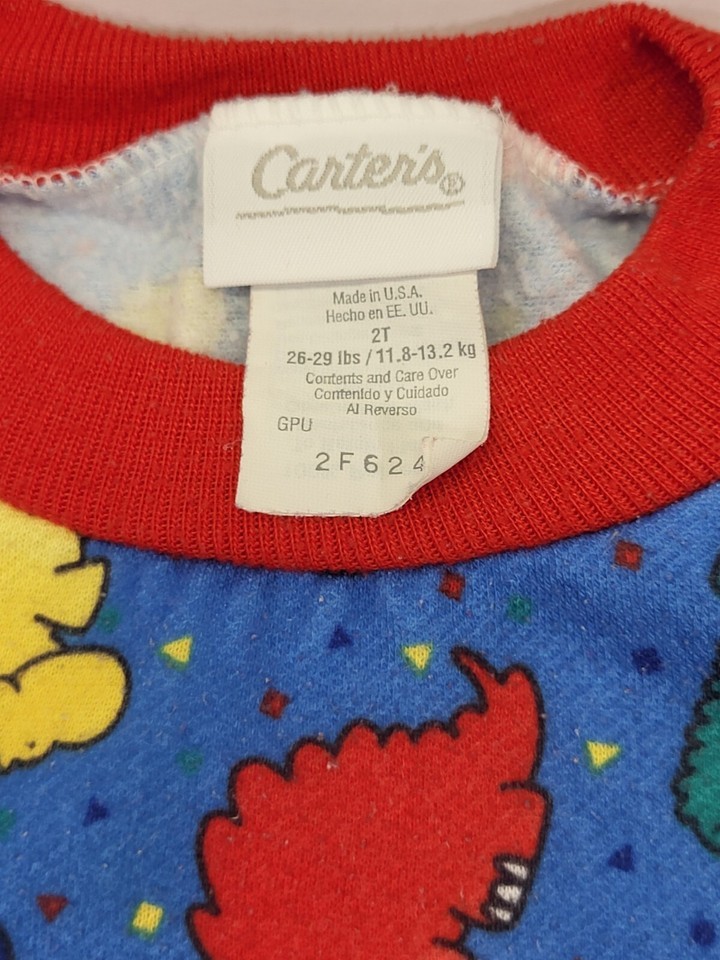 Carter's®
Made in U.S.A.
Hecho en EE. UU.
2T
26-29 lbs / 11.8-13.2 kg
Contents and Care Over
Contenido y Cuidado
Al Reverso
GPU
2F624